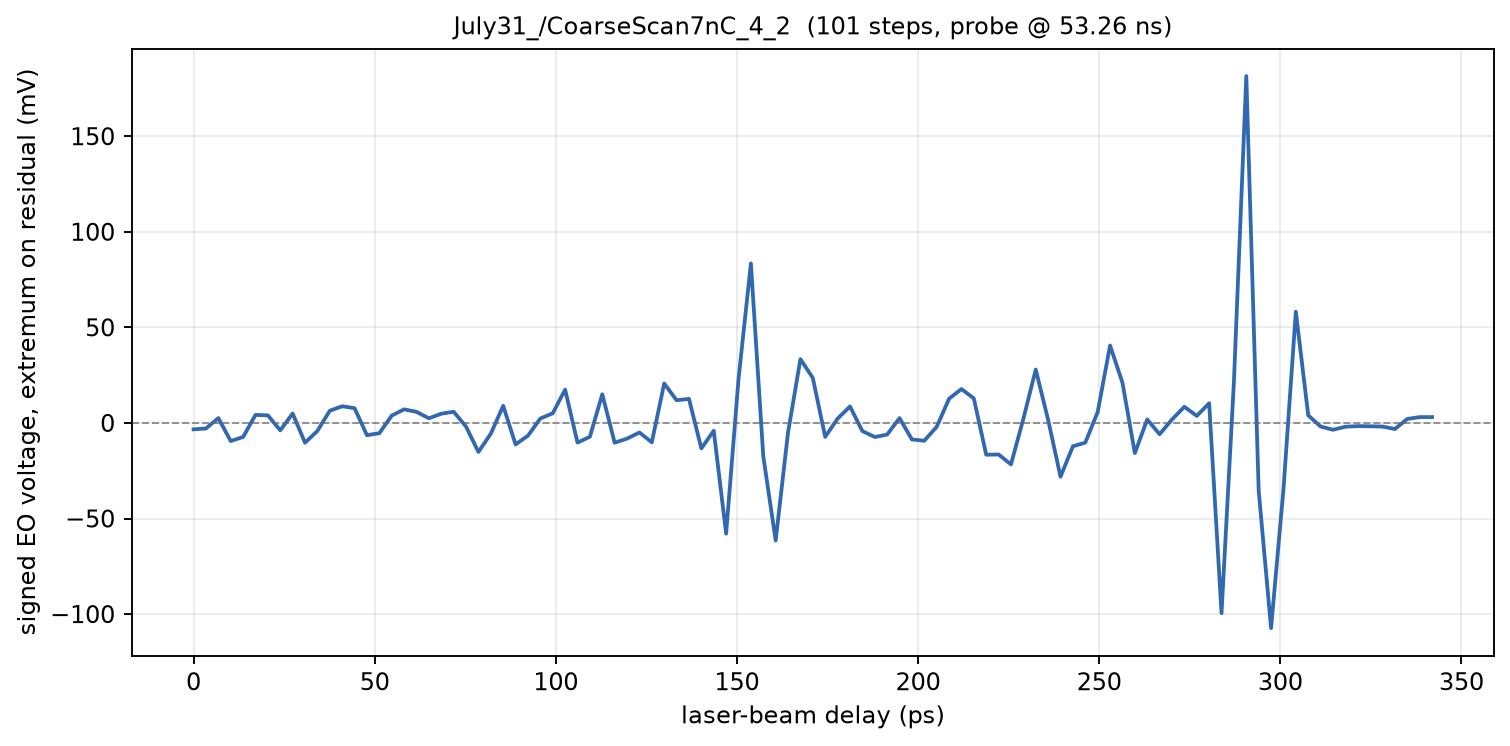 July31_/CoarseScan7nC_4_2  (101 steps, probe @ 53.26 ns)
signed EO voltage, extremum on residual (mV)
150
100
50
0
−50
−100
0 50 100 150 200 250 300 350
laser-beam delay (ps)